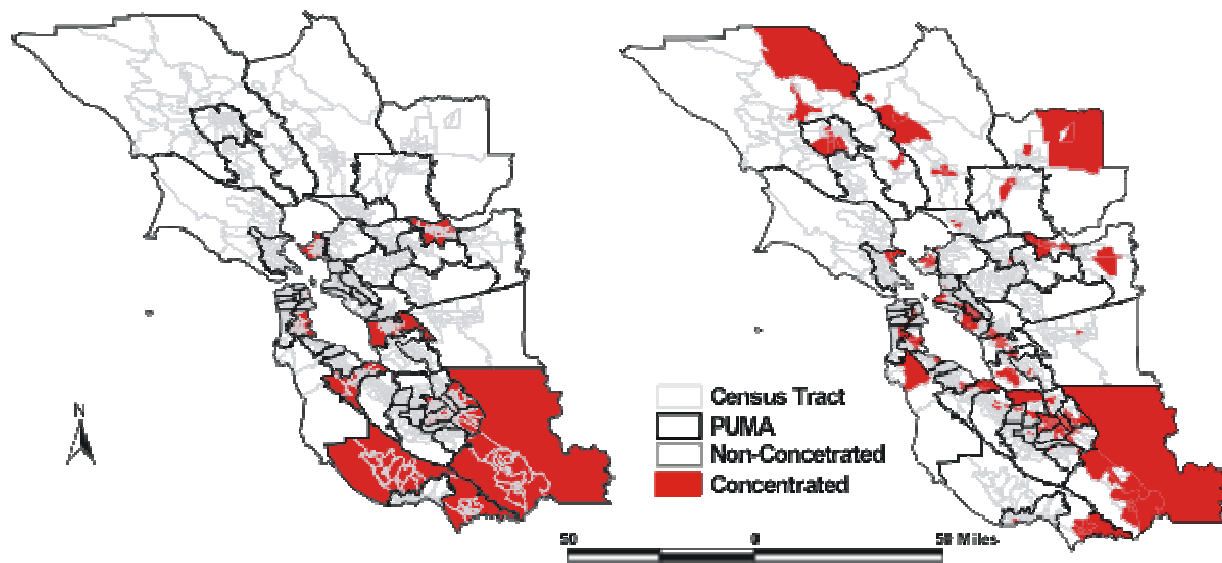 N
Census Tract
PUMA
Non-Concetrated
Concentrated
50 0 50 Miles